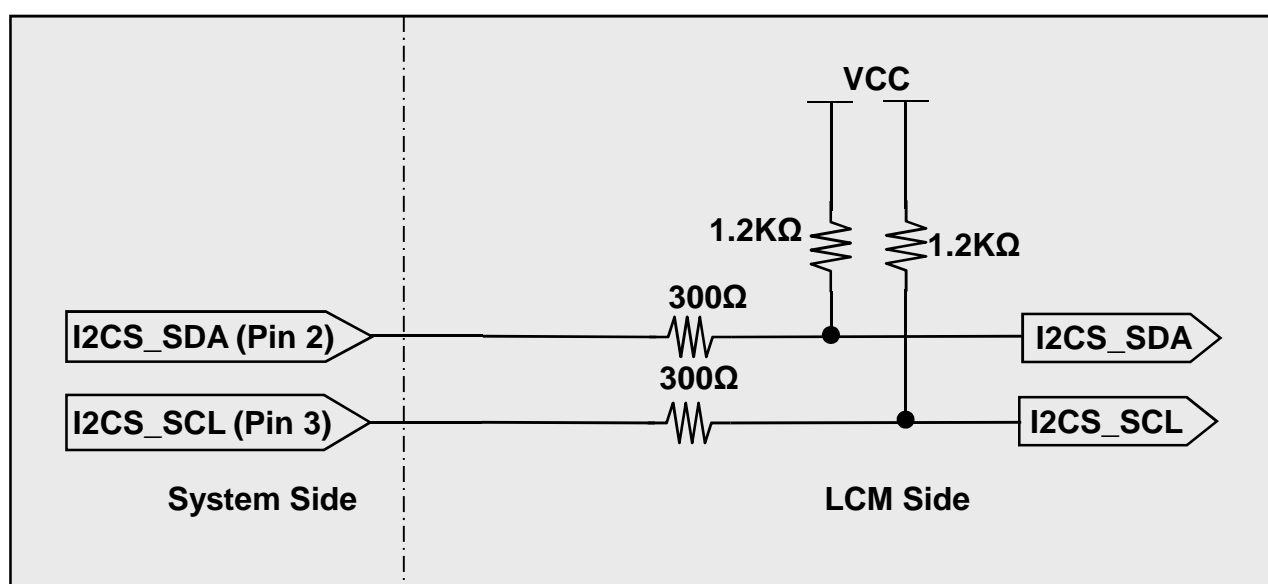 VCC
1.2KΩ
1.2KΩ
300Ω
I2CS_SDA (Pin 2)
I2CS_SDA
300Ω
I2CS_SCL (Pin 3)
I2CS_SCL
System Side
LCM Side